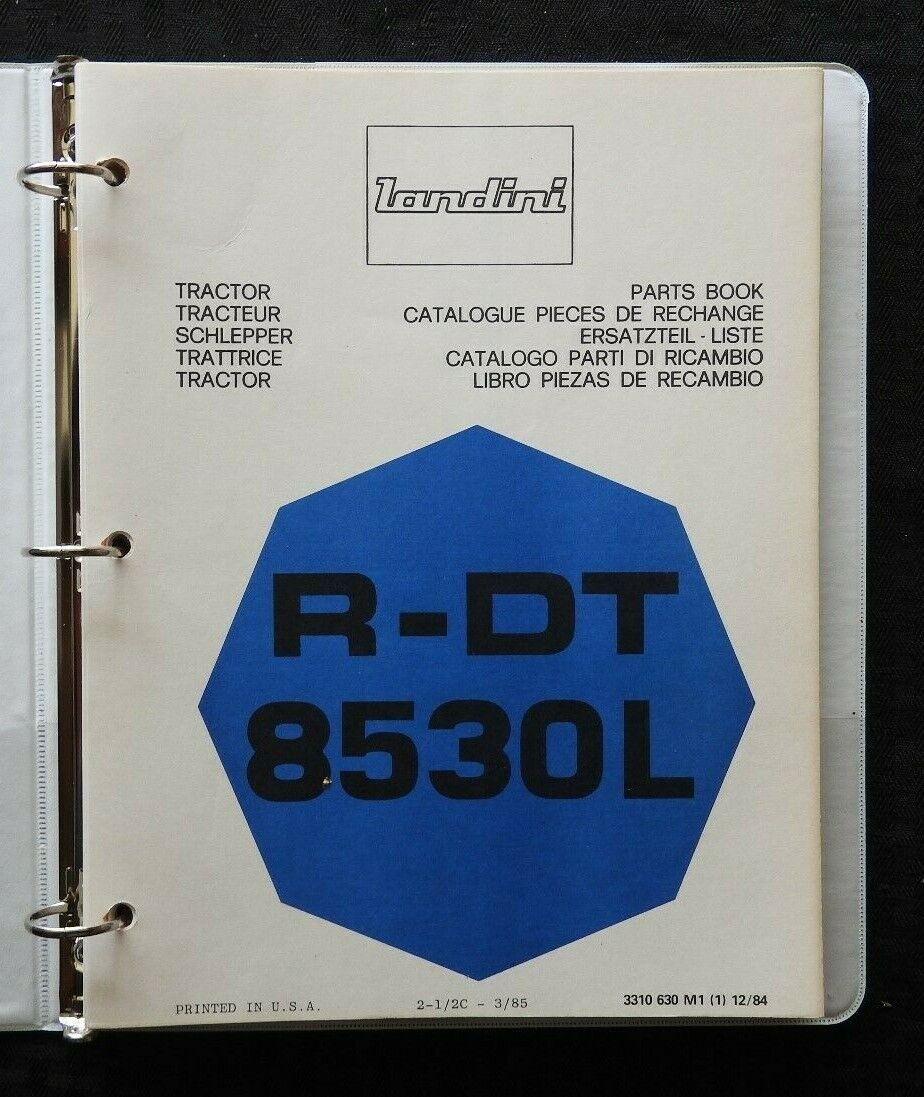 Landini
TRACTOR PARTS BOOK
TRACTEUR CATALOGUE PIECES DE RECHANGE
SCHLEPPER ERSATZTEIL - LISTE
TRATTRICE CATALOGO PARTI DI RICAMBIO
TRACTOR LIBRO PIEZAS DE RECAMBIO
R-DT
8530L
PRINTED IN U.S.A. 2-1/2C - 3/85 3310 630 M1 (1) 12/84